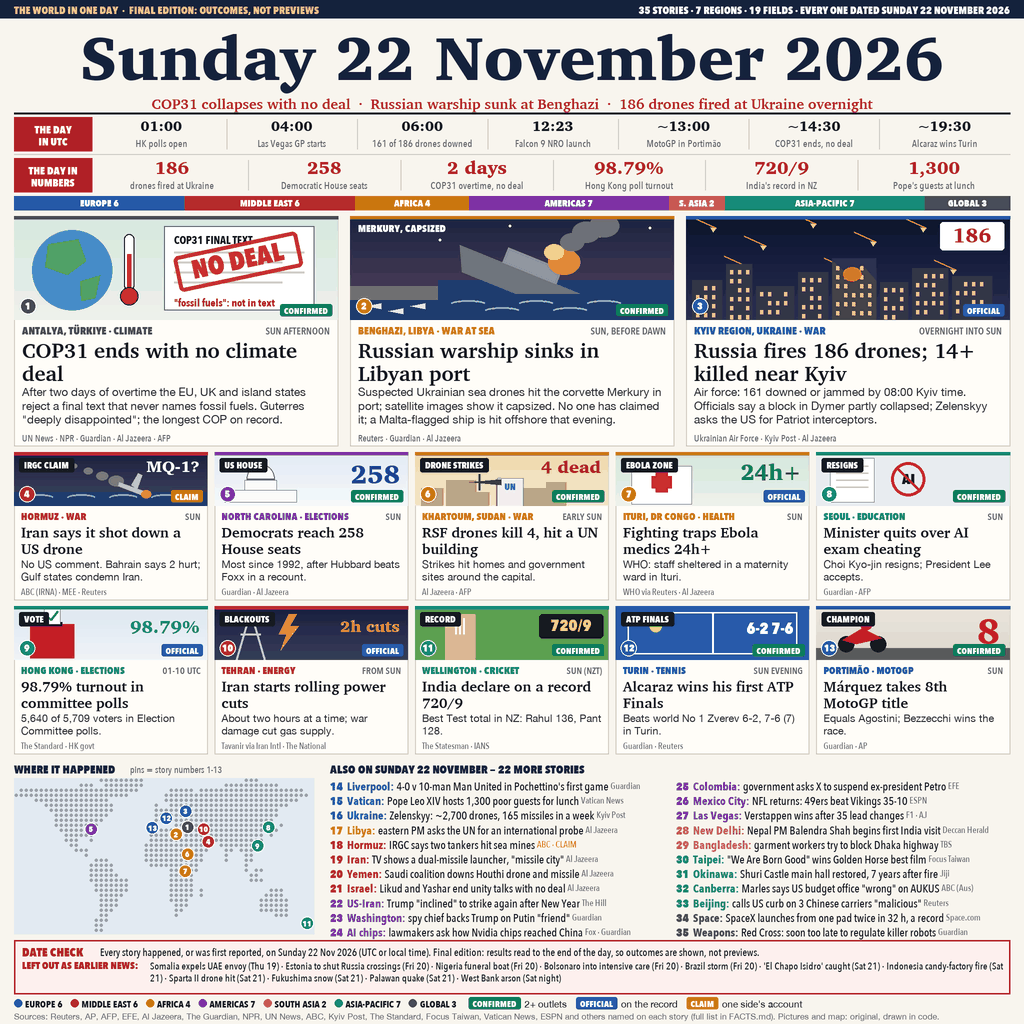 THE WORLD IN ONE DAY · FINAL EDITION: OUTCOMES, NOT PREVIEWS
35 STORIES · 7 REGIONS · 19 FIELDS · EVERY ONE DATED SUNDAY 22 NOVEMBER 2026
Sunday 22 November 2026
COP31 collapses with no deal · Russian warship sunk at Benghazi · 186 drones fired at Ukraine overnight
THE DAY IN UTC
01:00
HK polls open
04:00
Las Vegas GP starts
06:00
161 of 186 drones downed
12:23
Falcon 9 NRO launch
~13:00
MotoGP in Portimão
~14:30
COP31 ends, no deal
~19:30
Alcaraz wins Turin
THE DAY IN NUMBERS
186
drones fired at Ukraine
258
Democratic House seats
2 days
COP31 overtime, no deal
98.79%
Hong Kong poll turnout
720/9
India's record in NZ
1,300
Pope's guests at lunch
EUROPE 6
MIDDLE EAST 6
AFRICA 4
AMERICAS 7
S. ASIA 2
ASIA-PACIFIC 7
GLOBAL 3
COP31 FINAL TEXT
NO DEAL
"fossil fuels": not in text
1
CONFIRMED
ANTALYA, TÜRKIYE · CLIMATE
SUN AFTERNOON
COP31 ends with no climate
deal
After two days of overtime the EU, UK and island states
reject a final text that never names fossil fuels. Guterres
"deeply disappointed"; the longest COP on record.
UN News · NPR · Guardian · Al Jazeera · AFP
MERKURY, CAPSIZED
2
CONFIRMED
BENGHAZI, LIBYA · WAR AT SEA
SUN, BEFORE DAWN
Russian warship sinks in
Libyan port
Suspected Ukrainian sea drones hit the corvette Merkury in
port; satellite images show it capsized. No one has claimed
it; a Malta-flagged ship is hit offshore that evening.
Reuters · Guardian · Al Jazeera
186
3
OFFICIAL
KYIV REGION, UKRAINE · WAR
OVERNIGHT INTO SUN
Russia fires 186 drones; 14+
killed near Kyiv
Air force: 161 downed or jammed by 08:00 Kyiv time.
Officials say a block in Dymer partly collapsed; Zelenskyy
asks the US for Patriot interceptors.
Ukrainian Air Force · Kyiv Post · Al Jazeera
IRGC CLAIM
MQ-1?
4
CLAIM
HORMUZ · WAR
SUN
Iran says it shot down a
US drone
No US comment. Bahrain says 2 hurt;
Gulf states condemn Iran.
ABC (IRNA) · MEE · Reuters
US HOUSE
258
5
CONFIRMED
NORTH CAROLINA · ELECTIONS
SUN
Democrats reach 258
House seats
Most since 1992, after Hubbard beats
Foxx in a recount.
Guardian · Al Jazeera
DRONE STRIKES
4 dead
UN
6
CONFIRMED
KHARTOUM, SUDAN · WAR
EARLY SUN
RSF drones kill 4, hit a UN
building
Strikes hit homes and government
sites around the capital.
Al Jazeera · AFP
EBOLA ZONE
24h+
7
OFFICIAL
ITURI, DR CONGO · HEALTH
SUN
Fighting traps Ebola
medics 24h+
WHO: staff sheltered in a maternity
ward in Ituri.
WHO via Reuters · Al Jazeera
RESIGNS
AI
8
CONFIRMED
SEOUL · EDUCATION
SUN
Minister quits over AI
exam cheating
Choi Kyo-jin resigns; President Lee
accepts.
Al Jazeera · AFP
VOTE
98.79%
9
OFFICIAL
HONG KONG · ELECTIONS
01-10 UTC
98.79% turnout in
committee polls
5,640 of 5,709 voters in Election
Committee polls.
The Standard · HK govt
BLACKOUTS
2h cuts
10
OFFICIAL
TEHRAN · ENERGY
FROM SUN
Iran starts rolling power
cuts
About two hours at a time; war
damage cut gas supply.
Tavanir via Iran Intl · The National
RECORD
720/9
11
CONFIRMED
WELLINGTON · CRICKET
SUN (NZT)
India declare on a record
720/9
Best Test total in NZ: Rahul 136, Pant
128.
The Statesman · IANS
ATP FINALS
6-2 7-6
12
CONFIRMED
TURIN · TENNIS
SUN EVENING
Alcaraz wins his first ATP
Finals
Beats world No 1 Zverev 6-2, 7-6 (7)
in Turin.
Guardian · Reuters
CHAMPION
8
13
CONFIRMED
PORTIMÃO · MOTOGP
SUN
Márquez takes 8th
MotoGP title
Equals Agostini; Bezzecchi wins the
race.
Guardian · AP
WHERE IT HAPPENED
pins = story numbers 1-13
3
12
13
1
2
10
4
5
6
7
8
9
11
ALSO ON SUNDAY 22 NOVEMBER – 22 MORE STORIES
14 Liverpool: 4-0 v 10-man Man United in Pochettino's first game Guardian
15 Vatican: Pope Leo XIV hosts 1,300 poor guests for lunch Vatican News
16 Ukraine: Zelenskyy: ~2,700 drones, 165 missiles in a week Kyiv Post
17 Libya: eastern PM asks the UN for an international probe Al Jazeera
18 Hormuz: IRGC says two tankers hit sea mines ABC · CLAIM
19 Iran: TV shows a dual-missile launcher, "missile city" Al Jazeera
20 Yemen: Saudi coalition downs Houthi drone and missile Al Jazeera
21 Israel: Likud and Yashar end unity talks with no deal Al Jazeera
22 US-Iran: Trump "inclined" to strike again after New Year The Hill
23 Washington: spy chief backs Trump on Putin "friend" Guardian
24 AI chips: lawmakers ask how Nvidia chips reached China Fox · Guardian
25 Colombia: government asks X to suspend ex-president Petro EFE
26 Mexico City: NFL returns: 49ers beat Vikings 35-10 ESPN
27 Las Vegas: Verstappen wins after 35 lead changes F1 · AJ
28 New Delhi: Nepal PM Balendra Shah begins first India visit Deccan Herald
29 Bangladesh: garment workers try to block Dhaka highway TBS
30 Taipei: "We Are Born Good" wins Golden Horse best film Focus Taiwan
31 Okinawa: Shuri Castle main hall restored, 7 years after fire Jiji
32 Canberra: Marles says US budget office "wrong" on AUKUS ABC (Aus)
33 Beijing: calls US curb on 3 Chinese carriers "malicious" Reuters
34 Space: SpaceX launches from one pad twice in 32 h, a record Space.com
35 Weapons: Red Cross: soon too late to regulate killer robots Guardian
DATE CHECK Every story happened, or was first reported, on Sunday 22 Nov 2026 (UTC or local time). Final edition: results read to the end of the day, so outcomes are shown, not previews.
LEFT OUT AS EARLIER NEWS: Somalia expels UAE envoy (Thu 19) · Estonia to shut Russia crossings (Fri 20) · Nigeria funeral boat (Fri 20) · Bolsonaro into intensive care (Fri 20) · Brazil storm (Fri 20) · 'El Chapo Isidro' caught (Sat 21) · Indonesia candy-factory fire (Sat
21) · Sparta II drone hit (Sat 21) · Fukushima snow (Sat 21) · Palawan quake (Sat 21) · West Bank arson (Sat night)
EUROPE 6 MIDDLE EAST 6 AFRICA 4 AMERICAS 7 SOUTH ASIA 2 ASIA-PACIFIC 7 GLOBAL 3 CONFIRMED 2+ outlets OFFICIAL on the record CLAIM one side's account
Sources: Reuters, AP, AFP, EFE, Al Jazeera, The Guardian, NPR, UN News, ABC, Kyiv Post, The Standard, Focus Taiwan, Vatican News, ESPN and others named on each story (full list in FACTS.md). Pictures and map: original, drawn in code.